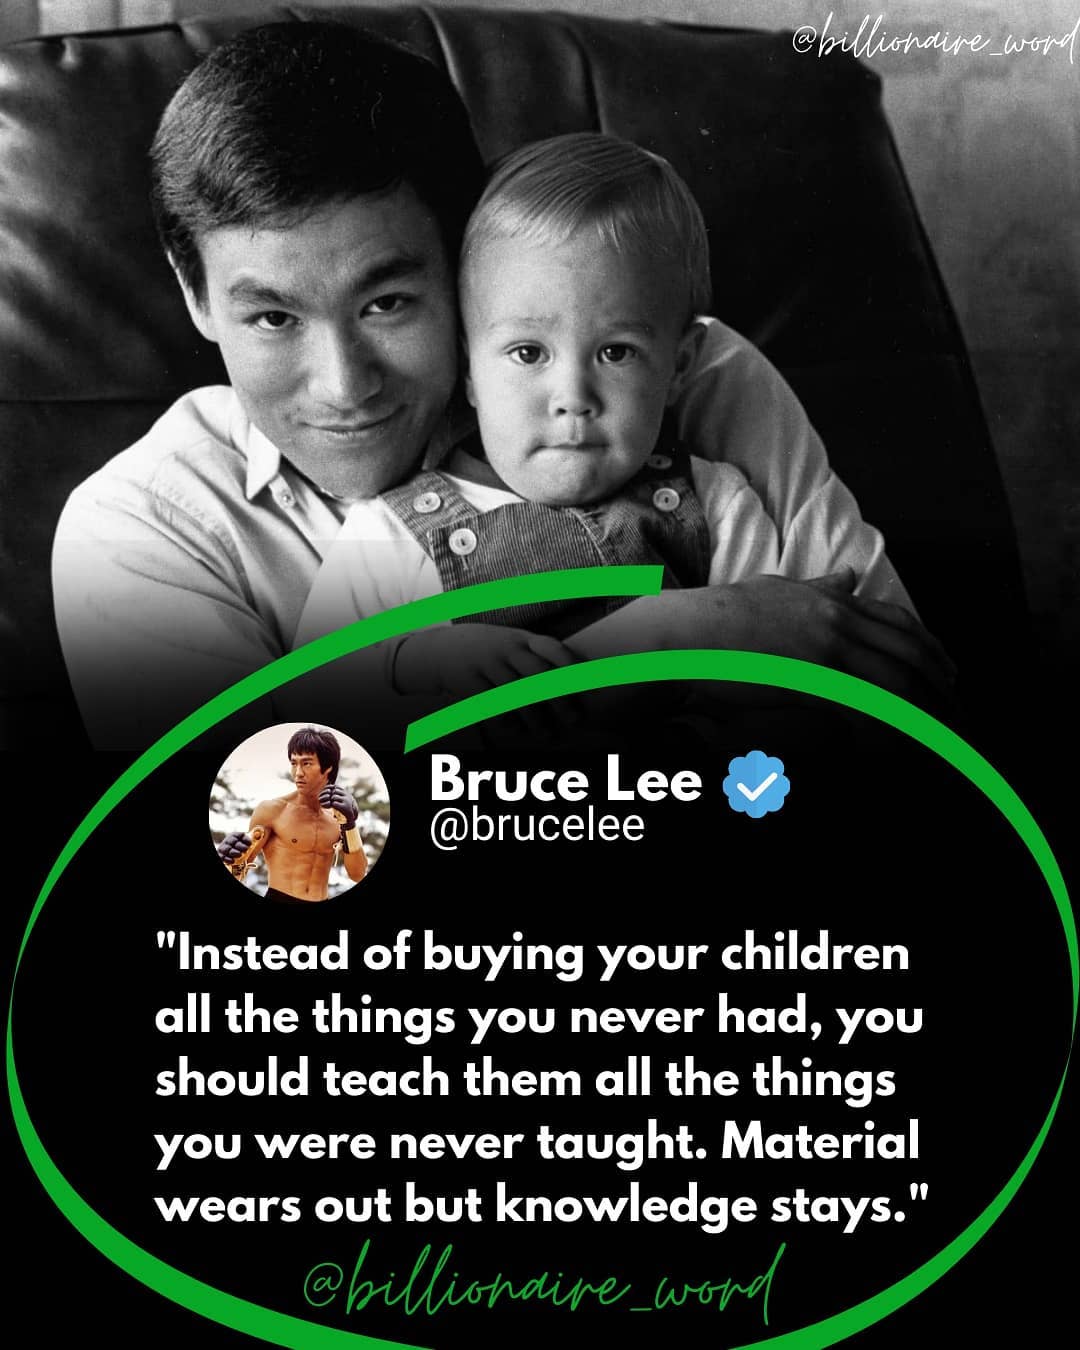 @billionaire_word
Bruce Lee
@brucelee
"Instead of buying your children
all the things you never had, you
should teach them all the things
you were never taught. Material
wears out but knowledge stays."
@billionaire_word